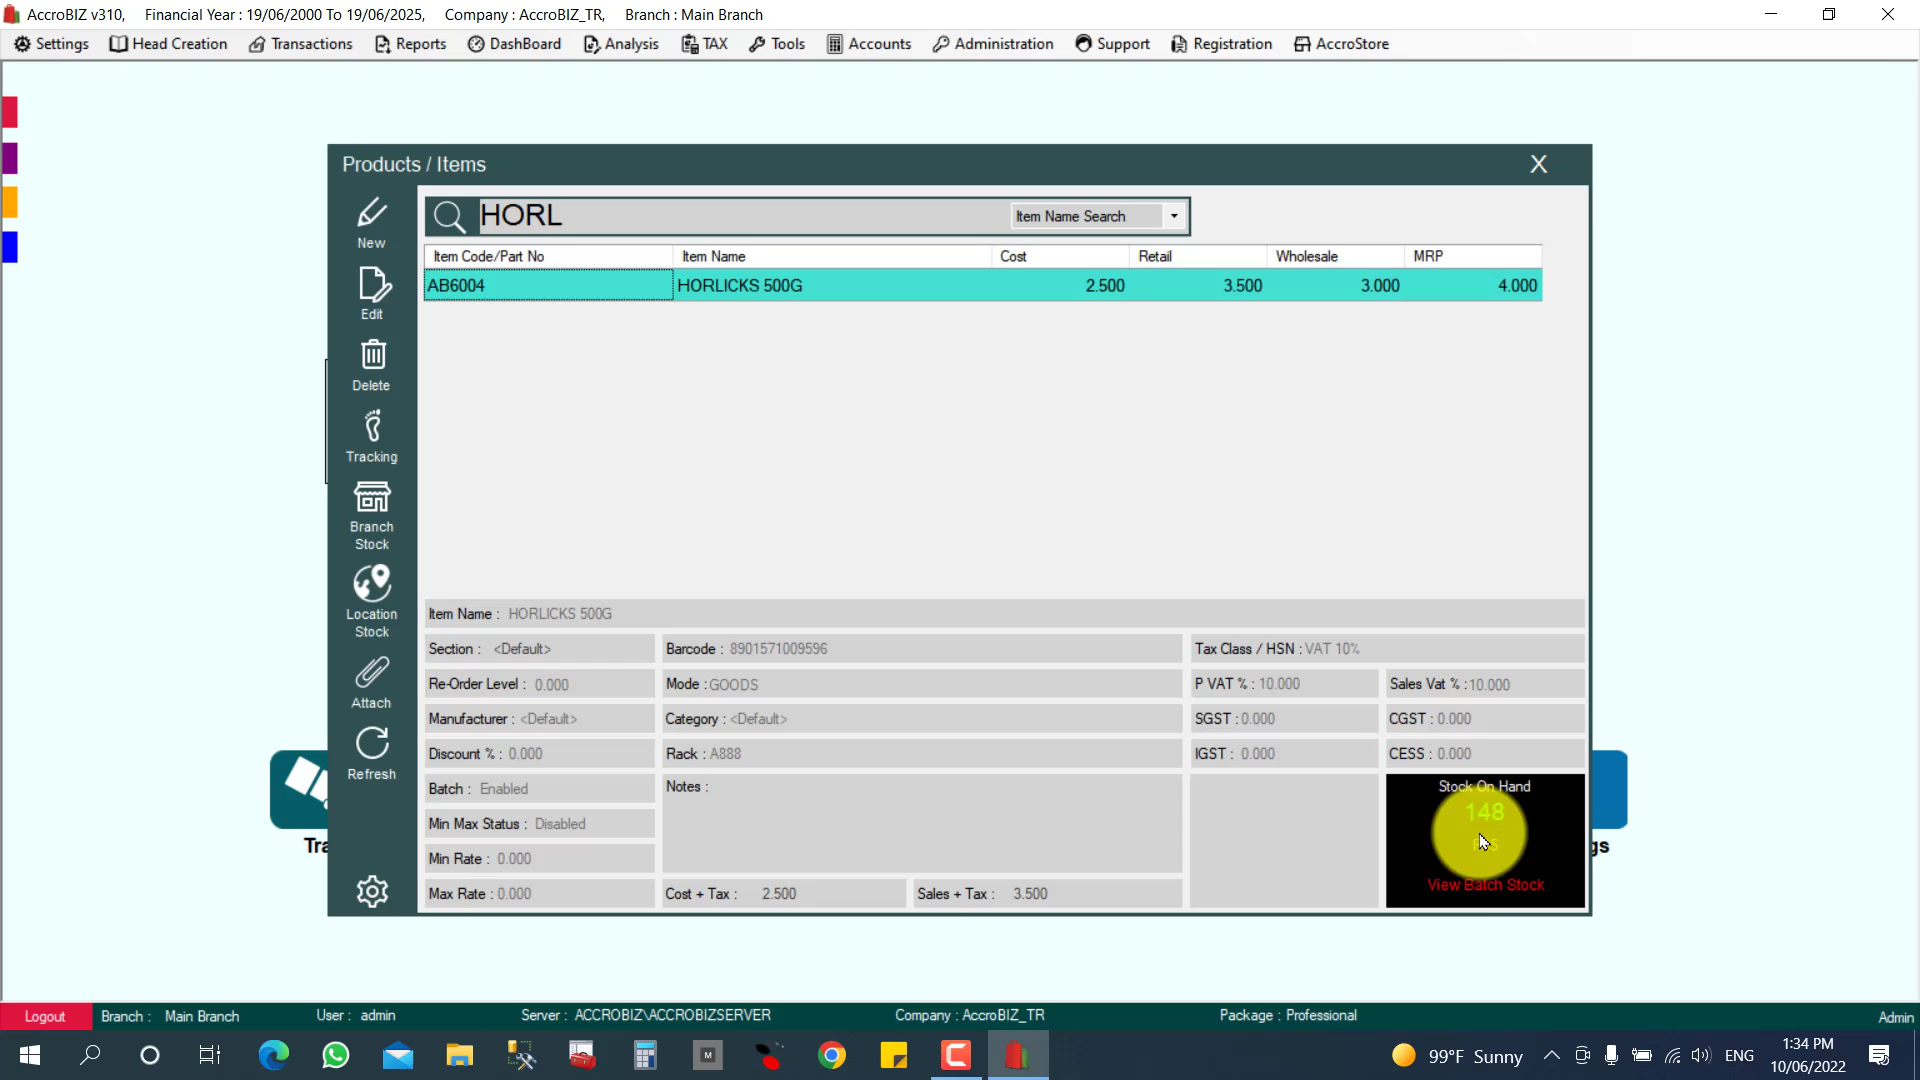 AccroBIZ v310, Financial Year : 19/06/2000 To 19/06/2025, Company : AccroBIZ_TR, Branch : Main Branch
Settings Head Creation Transactions Reports DashBoard Analysis TAX Tools Accounts Administration Support Registration AccroStore
Products / Items X
New
Edit
Delete
Tracking
Branch
Stock
Location
Stock
Attach
Refresh
HORL Item Name Search
Item Code/Part No Item Name Cost Retail Wholesale MRP
AB6004 HORLICKS 500G 2.500 3.500 3.000 4.000
Item Name : HORLICKS 500G
Section : <Default> Barcode : 8901571009596 Tax Class / HSN : VAT 10%
Re-Order Level : 0.000 Mode : GOODS P VAT % : 10.000 Sales Vat % : 10.000
Manufacturer : <Default> Category : <Default> SGST : 0.000 CGST : 0.000
Discount % : 0.000 Rack : A888 IGST : 0.000 CESS : 0.000
Batch : Enabled Notes : Stock On Hand
148
Min Max Status : Disabled
Min Rate : 0.000
View Batch Stock
Max Rate : 0.000 Cost + Tax : 2.500 Sales + Tax : 3.500
Tra
gs
Logout Branch : Main Branch User : admin Server : ACCROBIZ\ACCROBIZSERVER Company : AccroBIZ_TR Package : Professional Admin
M
99°F Sunny ENG 1:34 PM
10/06/2022